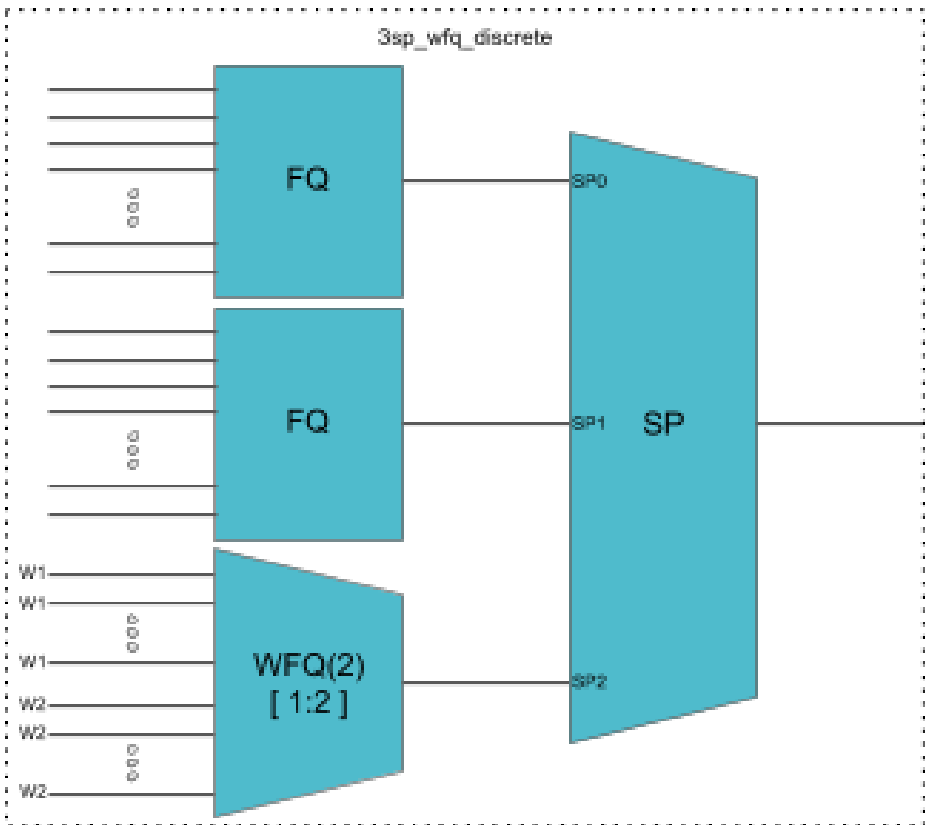 3sp_wfq_discrete
FQ
SP0
FQ
SP1
SP
W1
W1
W1
WFQ(2)
[ 1:2 ]
SP2
W2
W2
W2